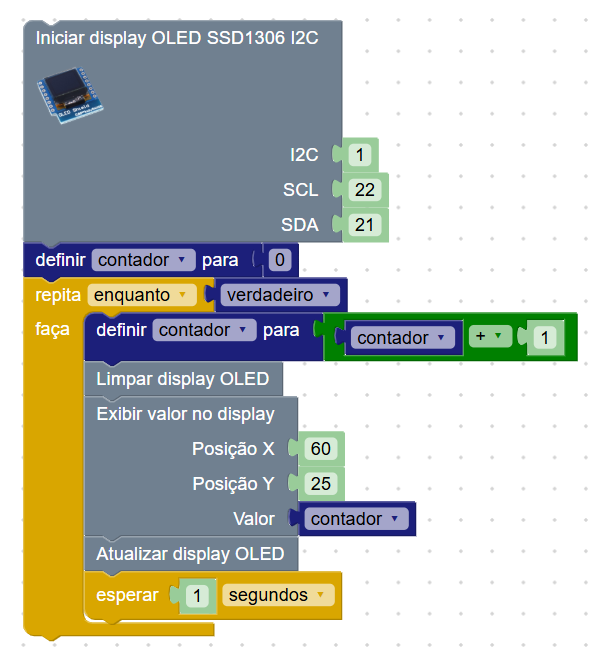 Iniciar display OLED SSD1306 I2C
OLED Shield
I2C 1
SCL 22
SDA 21
definir contador para 0
repita enquanto verdadeiro
faça definir contador para contador + 1
Limpar display OLED
Exibir valor no display
Posição X 60
Posição Y 25
Valor contador
Atualizar display OLED
esperar 1 segundos